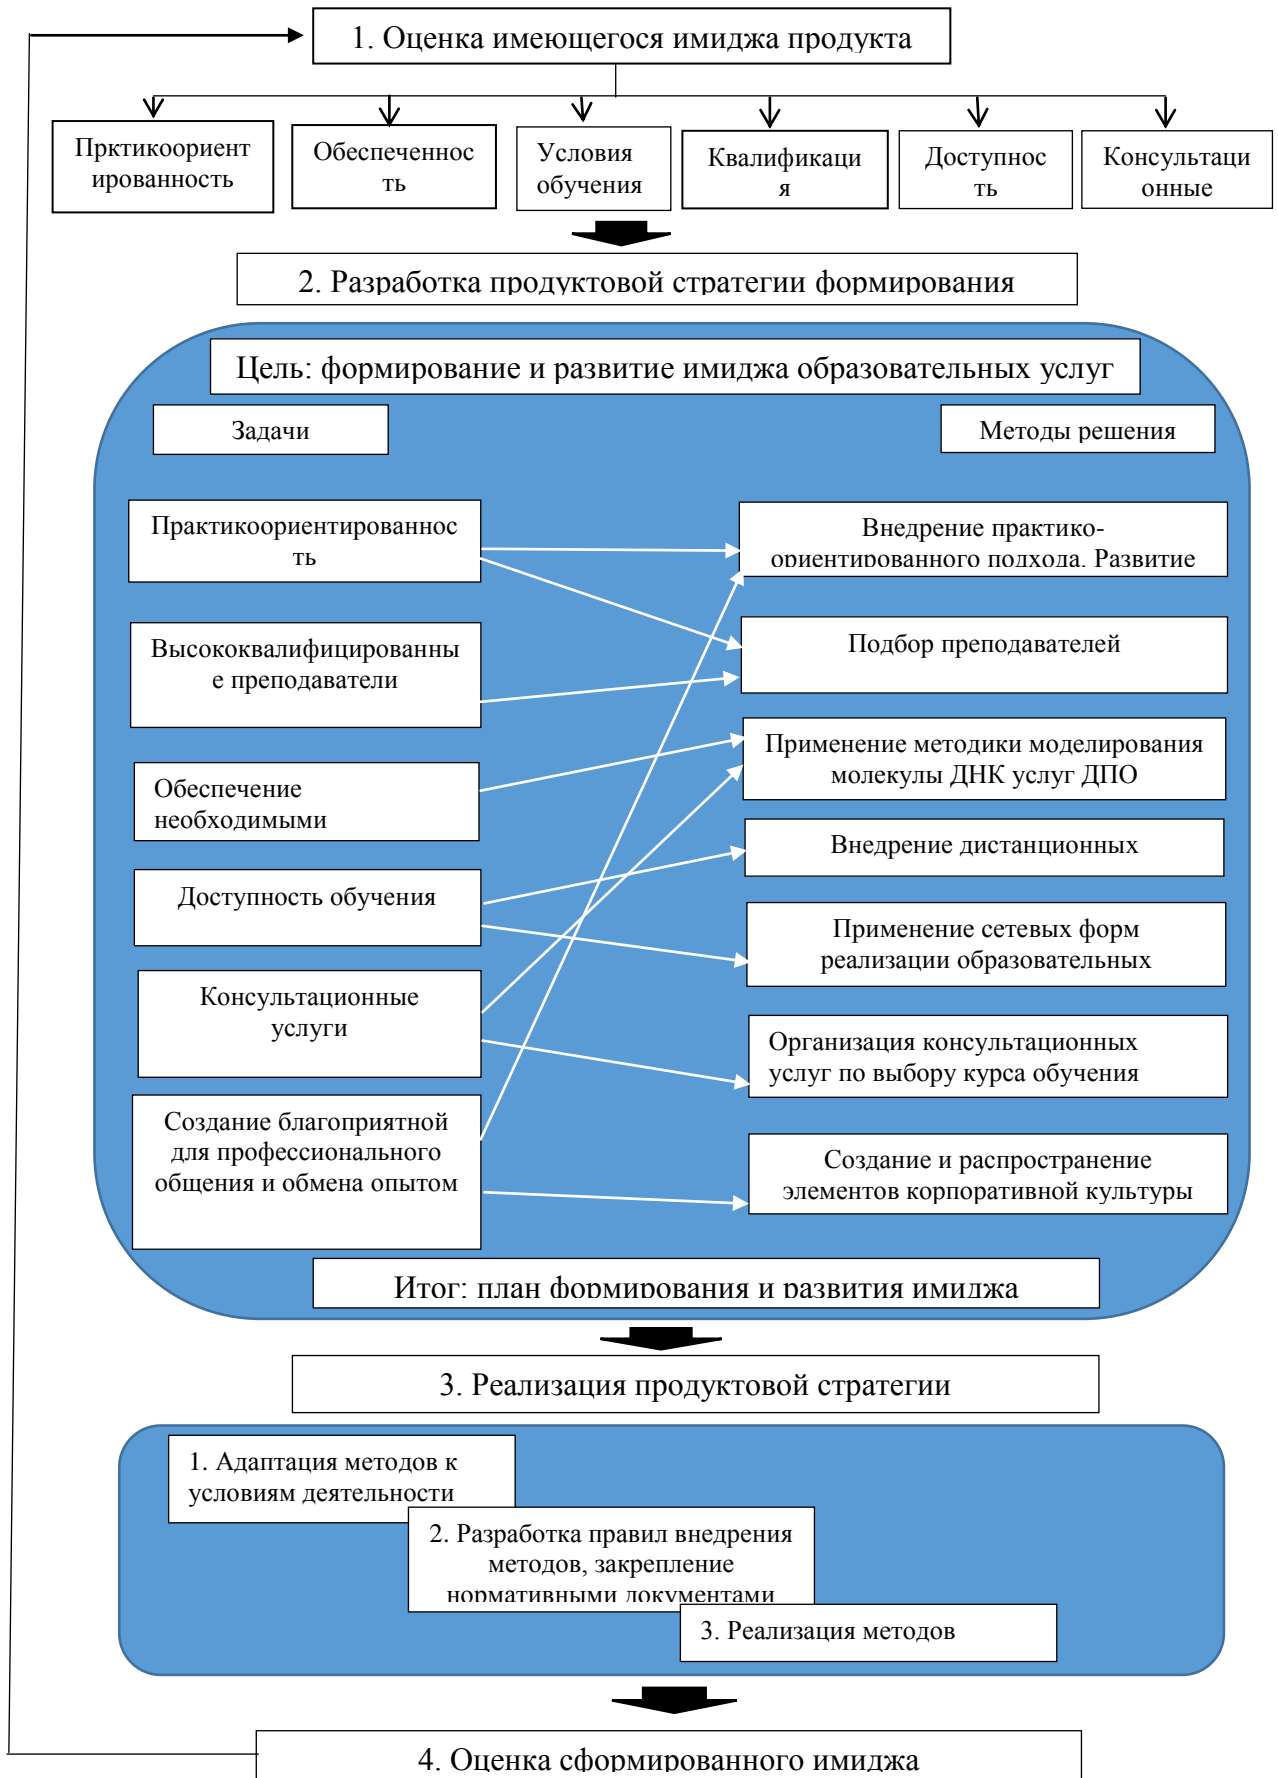 1. Оценка имеющегося имиджа продукта
Прктикоориент
ированность
Обеспеченнос
ть
Условия
обучения
Квалификаци
я
Доступнос
ть
Консультаци
онные
2. Разработка продуктовой стратегии формирования
Цель: формирование и развитие имиджа образовательных услуг
Задачи
Методы решения
Практикоориентированнос
ть
Внедрение практико-
ориентированного подхода. Развитие
Высококвалифицированны
е преподаватели
Подбор преподавателей
Обеспечение
необходимыми
Применение методики моделирования
молекулы ДНК услуг ДПО
Доступность обучения
Внедрение дистанционных
Применение сетевых форм
реализации образовательных
Консультационные
услуги
Организация консультационных
услуг по выбору курса обучения
Создание благоприятной
для профессионального
общения и обмена опытом
Создание и распространение
элементов корпоративной культуры
Итог: план формирования и развития имиджа
3. Реализация продуктовой стратегии
1. Адаптация методов к
условиям деятельности
2. Разработка правил внедрения
методов, закрепление
нормативными документами
3. Реализация методов
4. Оценка сформированного имиджа